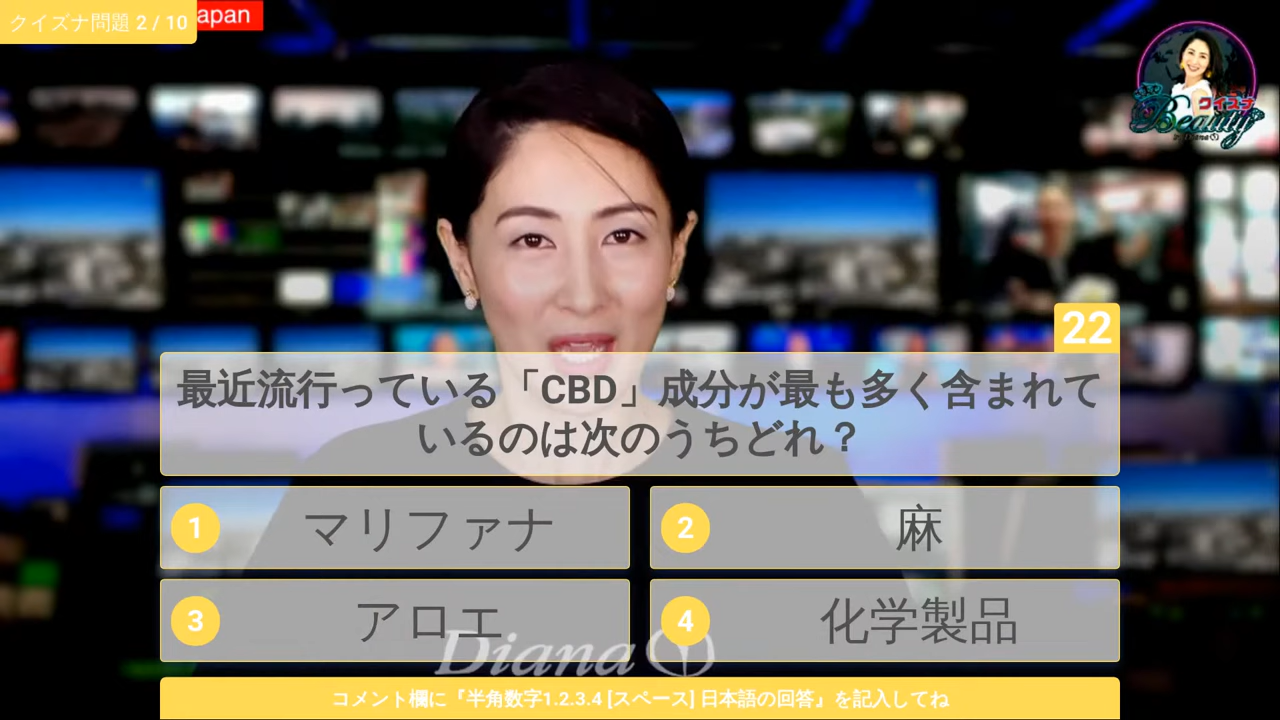 クイズナ問題 2 / 10
apan
クイズナ
Beauty
22
最近流行っている「CBD」成分が最も多く含まれて
いるのは次のうちどれ？
1 マリファナ
2 麻
3 アロエ
4 化学製品
Diana
コメント欄に『半角数字1.2.3.4 [スペース] 日本語の回答』を記入してね